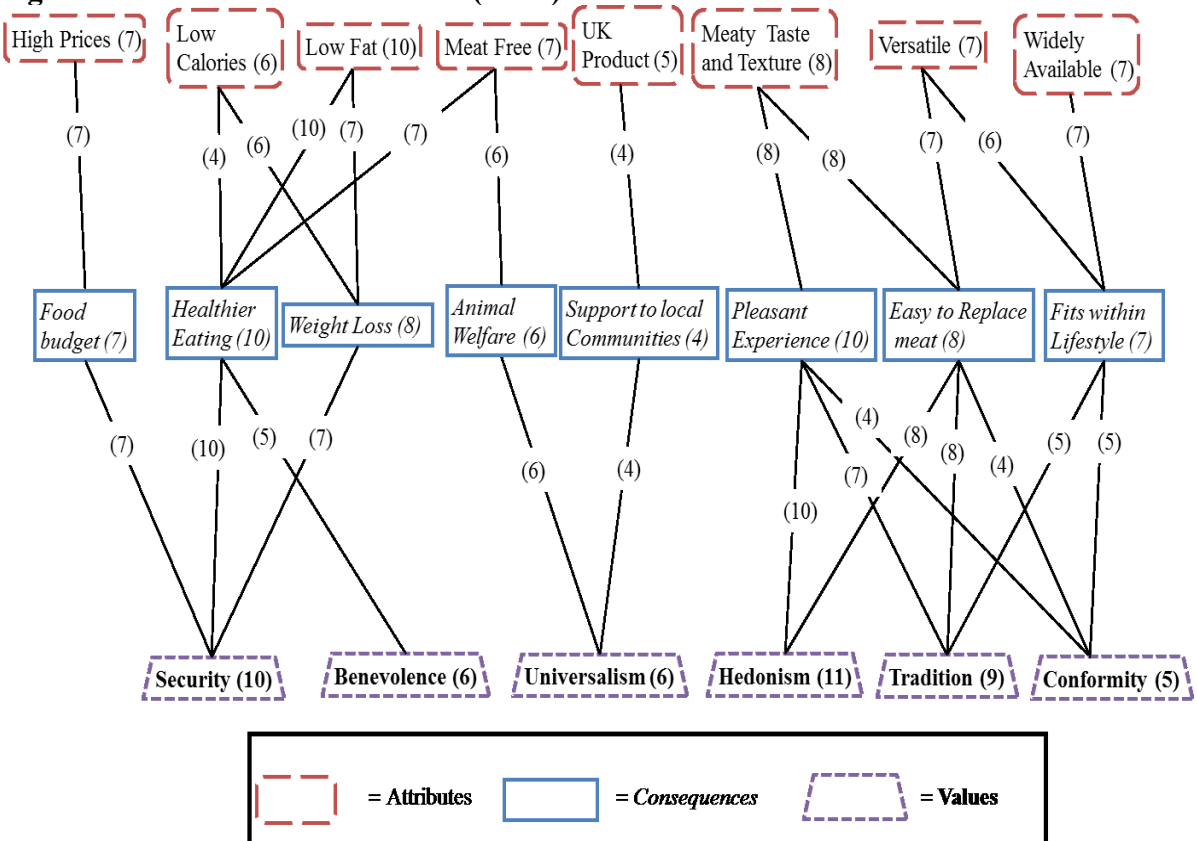 High Prices (7)
Low
Calories (6)
Low Fat (10)
Meat Free (7)
UK
Product (5)
Meaty Taste
and Texture (8)
Versatile (7)
Widely
Available (7)
(7)
(4)
(6)
(10)
(7)
(7)
(6)
(4)
(8)
(8)
(7)
(6)
(7)
Food
budget (7)
Healthier
Eating (10)
Weight Loss (8)
Animal
Welfare (6)
Support to local
Communities (4)
Pleasant
Experience (10)
Easy to Replace
meat (8)
Fits within
Lifestyle (7)
(7)
(10)
(5)
(7)
(6)
(4)
(10)
(7)
(4)
(8)
(8)
(4)
(5)
(5)
Security (10)
Benevolence (6)
Universalism (6)
Hedonism (11)
Tradition (9)
Conformity (5)
= Attributes
= Consequences
= Values